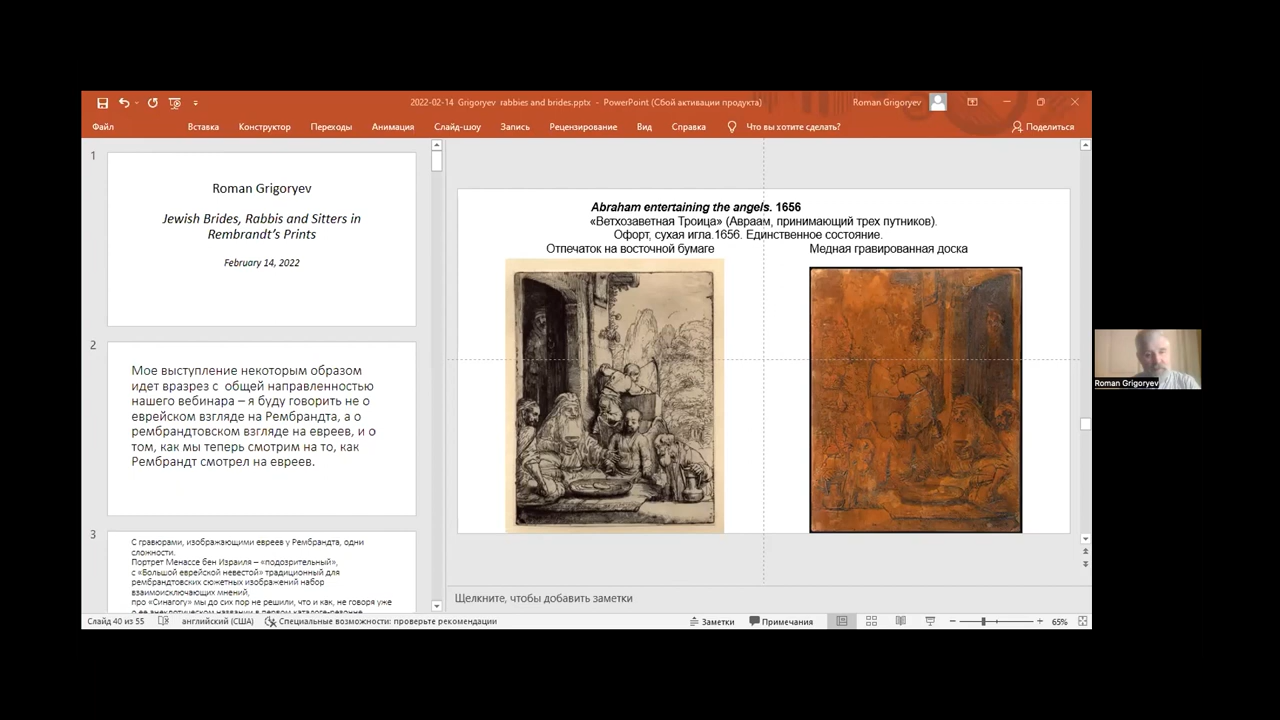 2022-02-14 Grigoryev rabbies and brides.pptx - PowerPoint (Сбой активации продукта)
Roman Grigoryev
Файл
Вставка
Конструктор
Переходы
Анимация
Слайд-шоу
Запись
Рецензирование
Вид
Справка
Что вы хотите сделать?
Поделиться
1
Roman Grigoryev
Jewish Brides, Rabbis and Sitters in
Rembrandt's Prints
February 14, 2022
2
Мое выступление некоторым образом
идет вразрез с общей направленностью
нашего вебинара – я буду говорить не о
еврейском взгляде на Рембрандта, а о
рембрандтовском взгляде на евреев, и о
том, как мы теперь смотрим на то, как
Рембрандт смотрел на евреев.
3
С гравюрами, изображающими евреев у Рембрандта, одни
сложности.
Портрет Менассе бен Израиля – «подозрительный»,
с «Большой еврейской невестой» традиционный для
рембрандтовских сюжетных изображений набор
взаимоисключающих мнений,
про «Синагогу» мы до сих пор не решили, что и как, не говоря уже
Abraham entertaining the angels. 1656
«Ветхозаветная Троица» (Авраам, принимающий трех путников).
Офорт, сухая игла.1656. Единственное состояние.
Отпечаток на восточной бумаге
Медная гравированная доска
Щелкните, чтобы добавить заметки
Слайд 40 из 55
английский (США)
Специальные возможности: проверьте рекомендации
Заметки
Примечания
65%
Roman Grigoryev